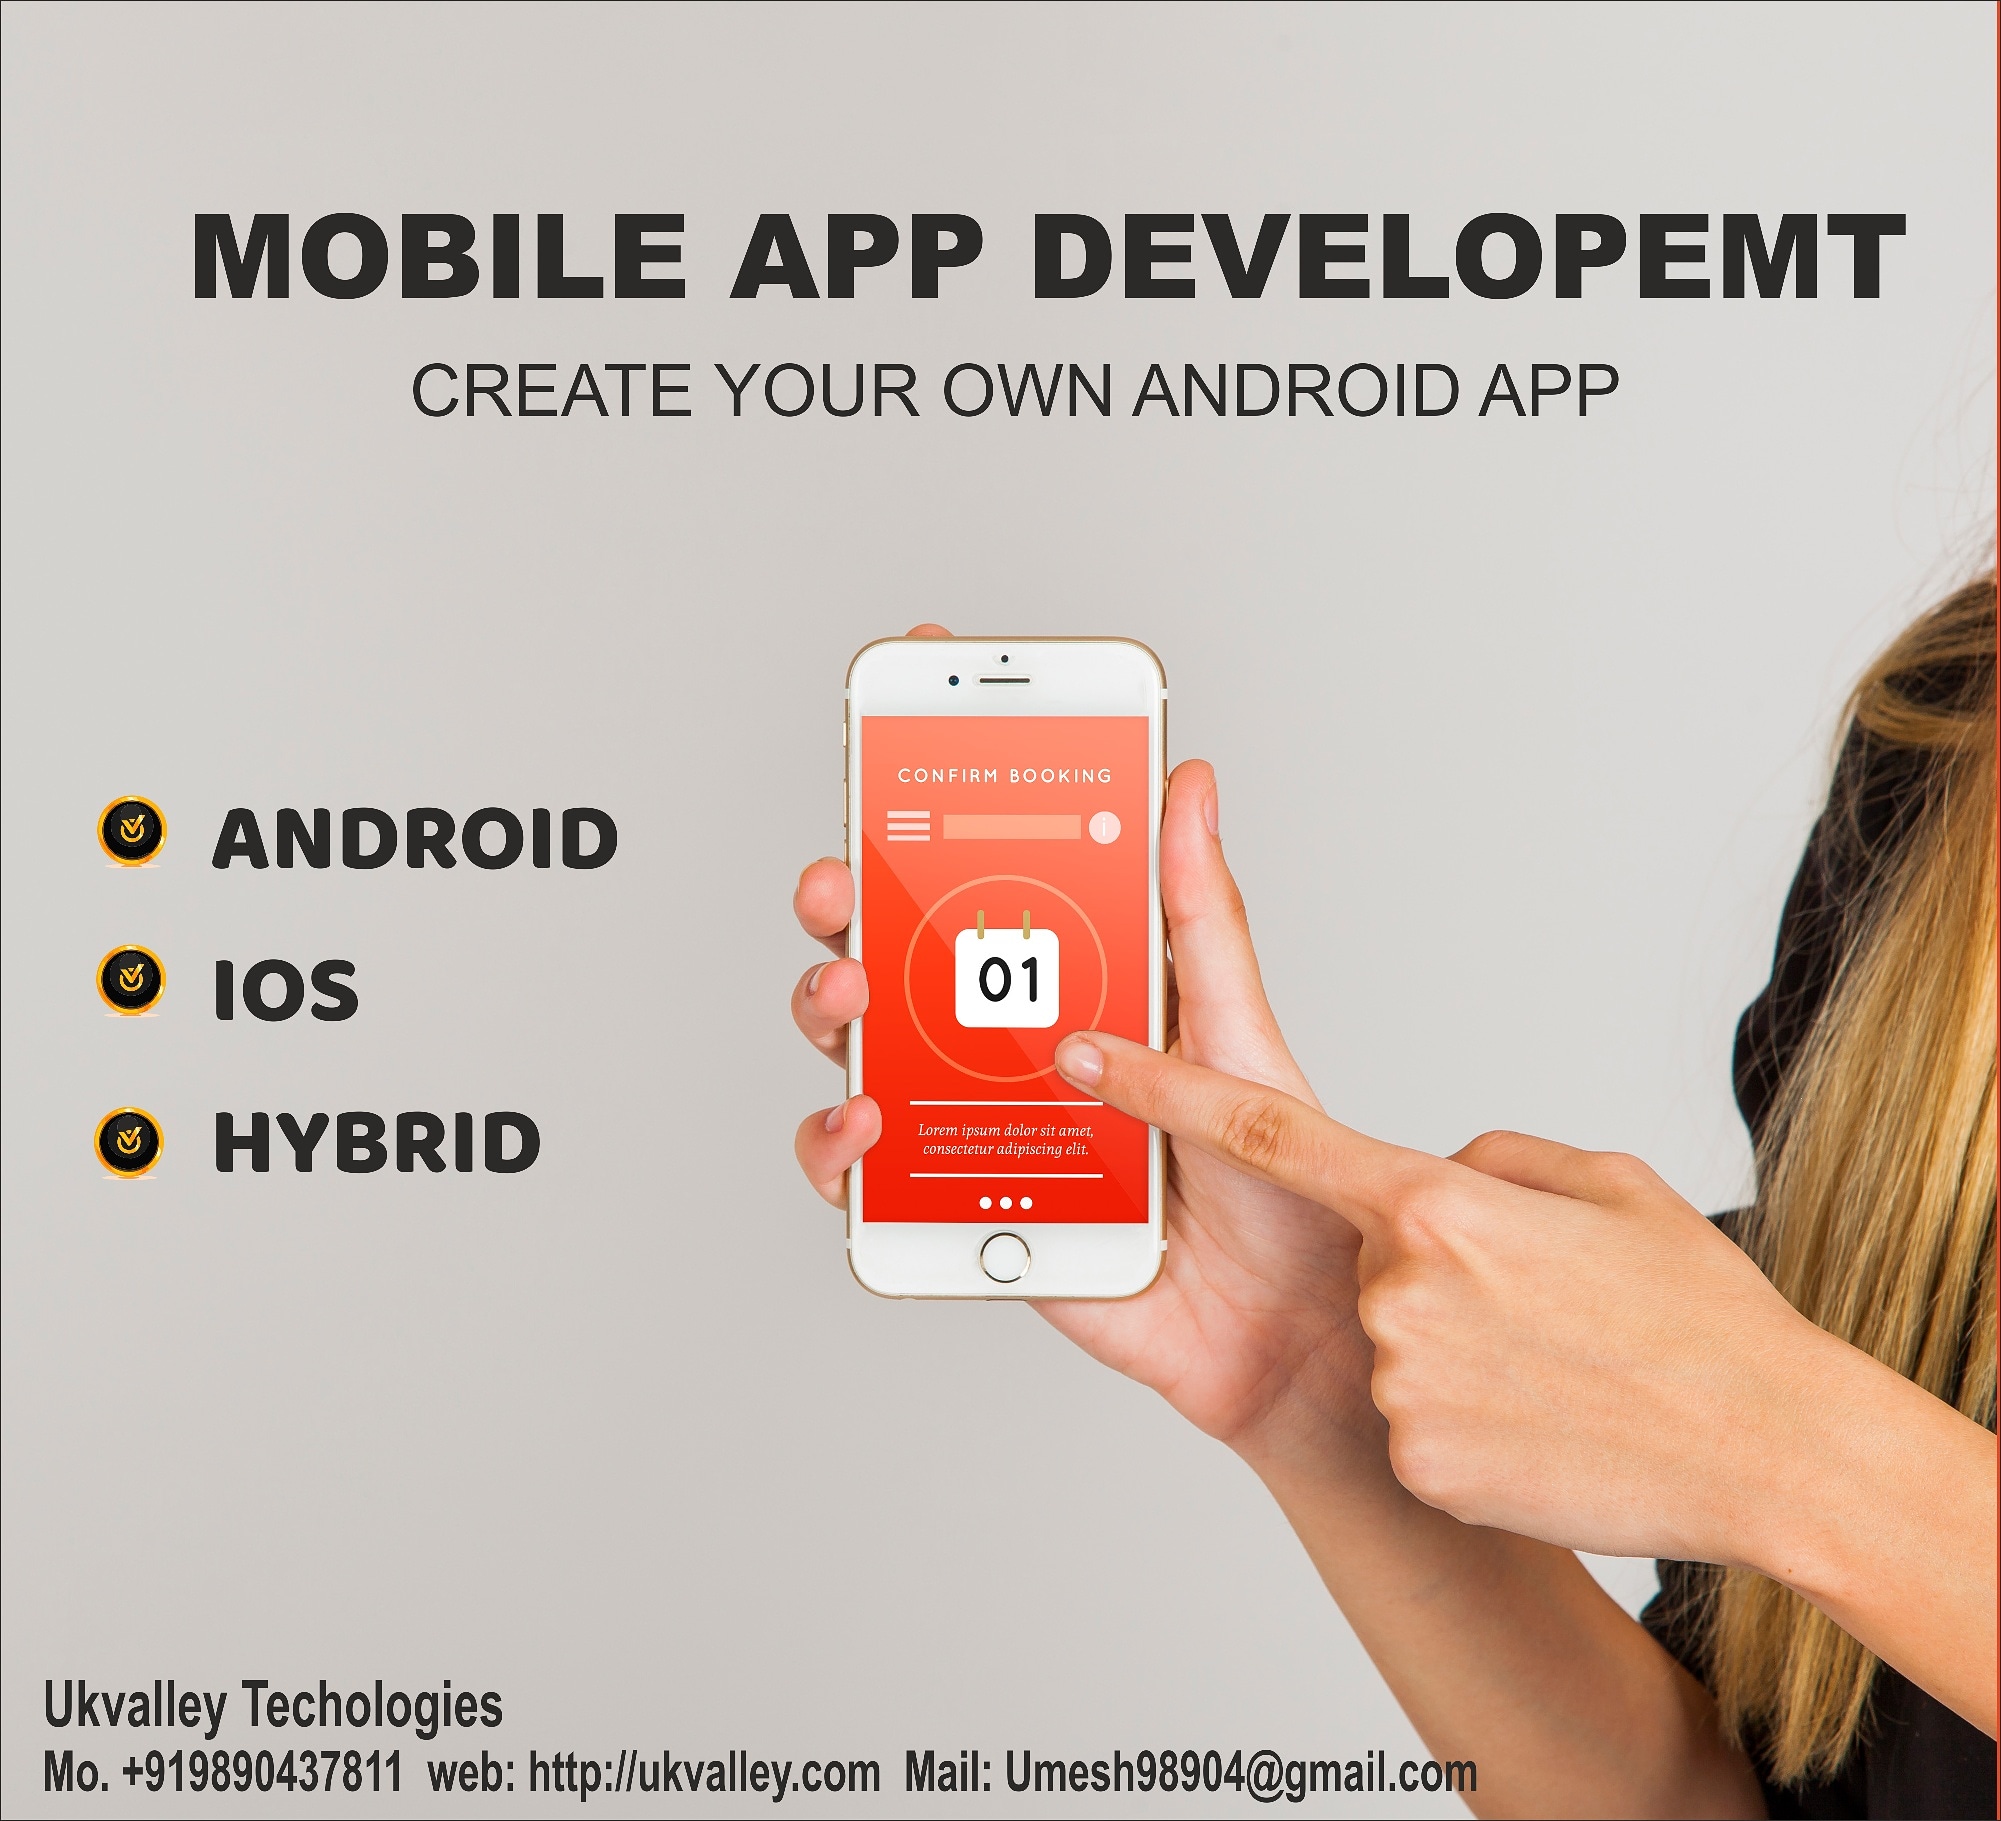 MOBILE APP DEVELOPEMT
CREATE YOUR OWN ANDROID APP
CONFIRM BOOKING
i
01
ANDROID
IOS
HYBRID
Lorem ipsum dolor sit amet,
consectetur adipiscing elit.
Ukvalley Techologies
Mo. +919890437811 web: http://ukvalley.com Mail: Umesh98904@gmail.com